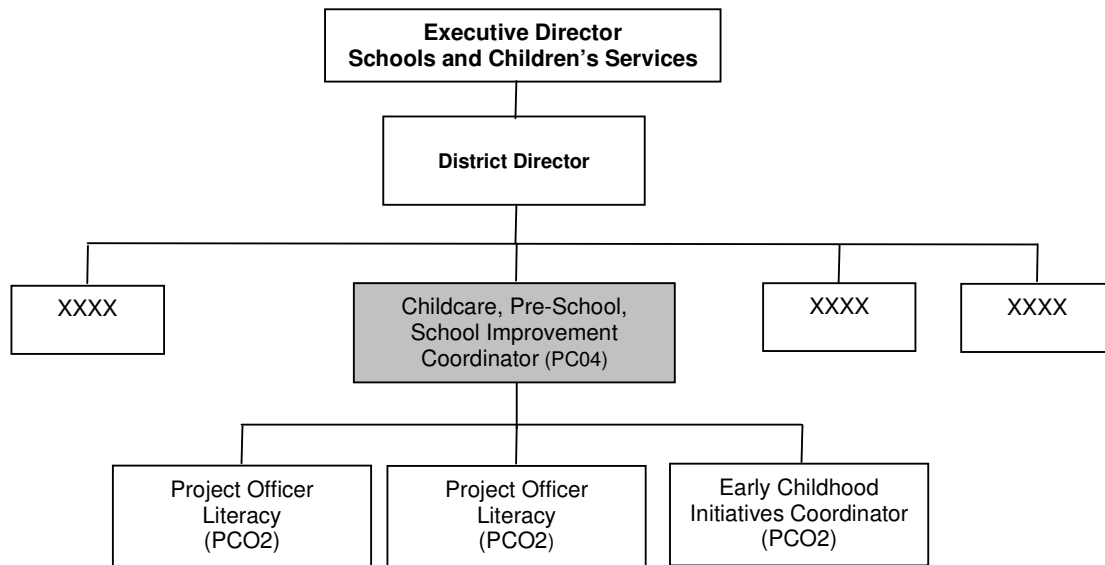 Executive Director
Schools and Children’s Services
District Director
XXXX
Childcare, Pre-School,
School Improvement
Coordinator (PC04)
XXXX
XXXX
Project Officer
Literacy
(PCO2)
Project Officer
Literacy
(PCO2)
Early Childhood
Initiatives Coordinator
(PCO2)